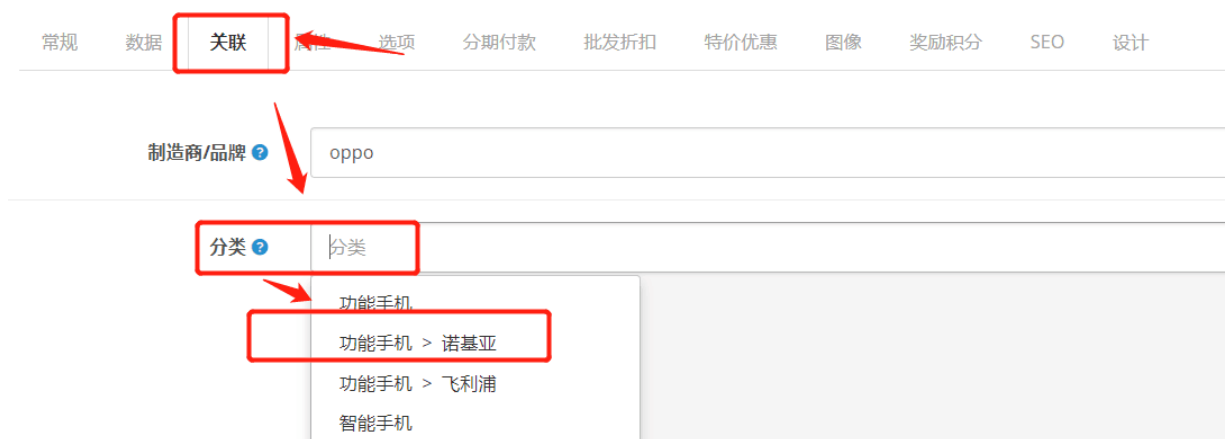 常规 数据 关联 属性 选项 分期付款 批发折扣 特价优惠 图像 奖励积分 SEO 设计
制造商/品牌 ? oppo
分类 ? 分类
功能手机
功能手机 > 诺基亚
功能手机 > 飞利浦
智能手机